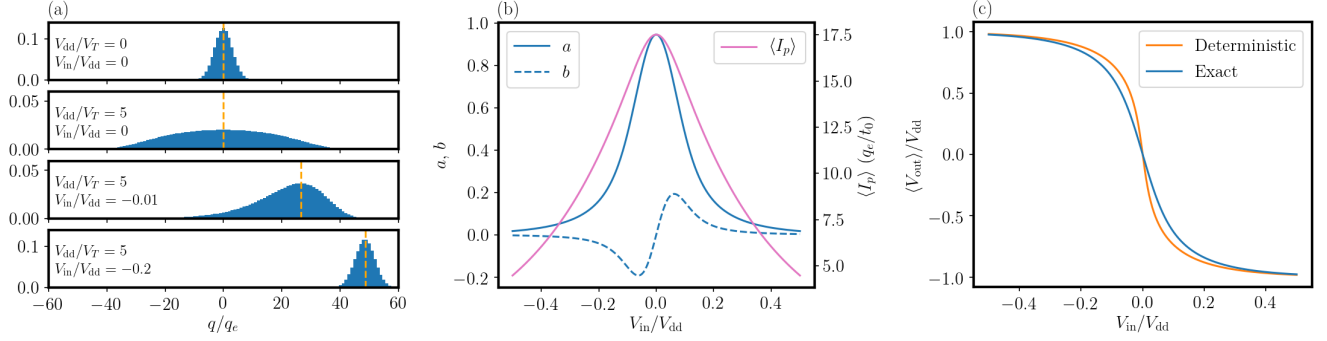 (a)
0.1
0.0
V_dd/V_T = 0
V_in/V_dd = 0
0.05
0.00
V_dd/V_T = 5
V_in/V_dd = 0
0.05
0.00
V_dd/V_T = 5
V_in/V_dd = −0.01
0.1
0.0
V_dd/V_T = 5
V_in/V_dd = −0.2
−60 −40 −20 0 20 40 60
q/q_e
(b)
1.0
0.8
0.6
0.4
0.2
0.0
−0.2
a, b
a
b
⟨I_p⟩
17.5
15.0
12.5
10.0
7.5
5.0
⟨I_p⟩ (q_e/t_0)
−0.4 −0.2 0.0 0.2 0.4
V_in/V_dd
(c)
1.0
0.5
0.0
−0.5
−1.0
⟨V_out⟩/V_dd
Deterministic
Exact
−0.4 −0.2 0.0 0.2 0.4
V_in/V_dd